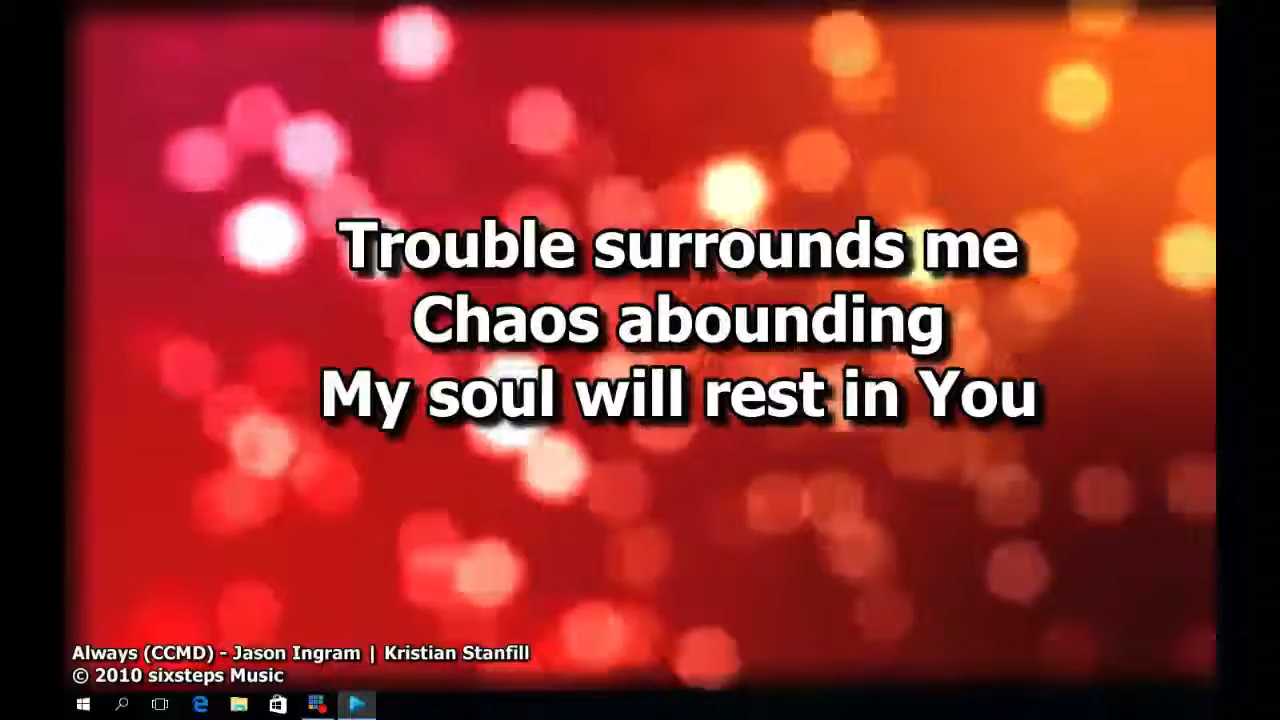 Trouble surrounds me
Chaos abounding
My soul will rest in You
Always (CCMD) - Jason Ingram | Kristian Stanfill
© 2010 sixsteps Music